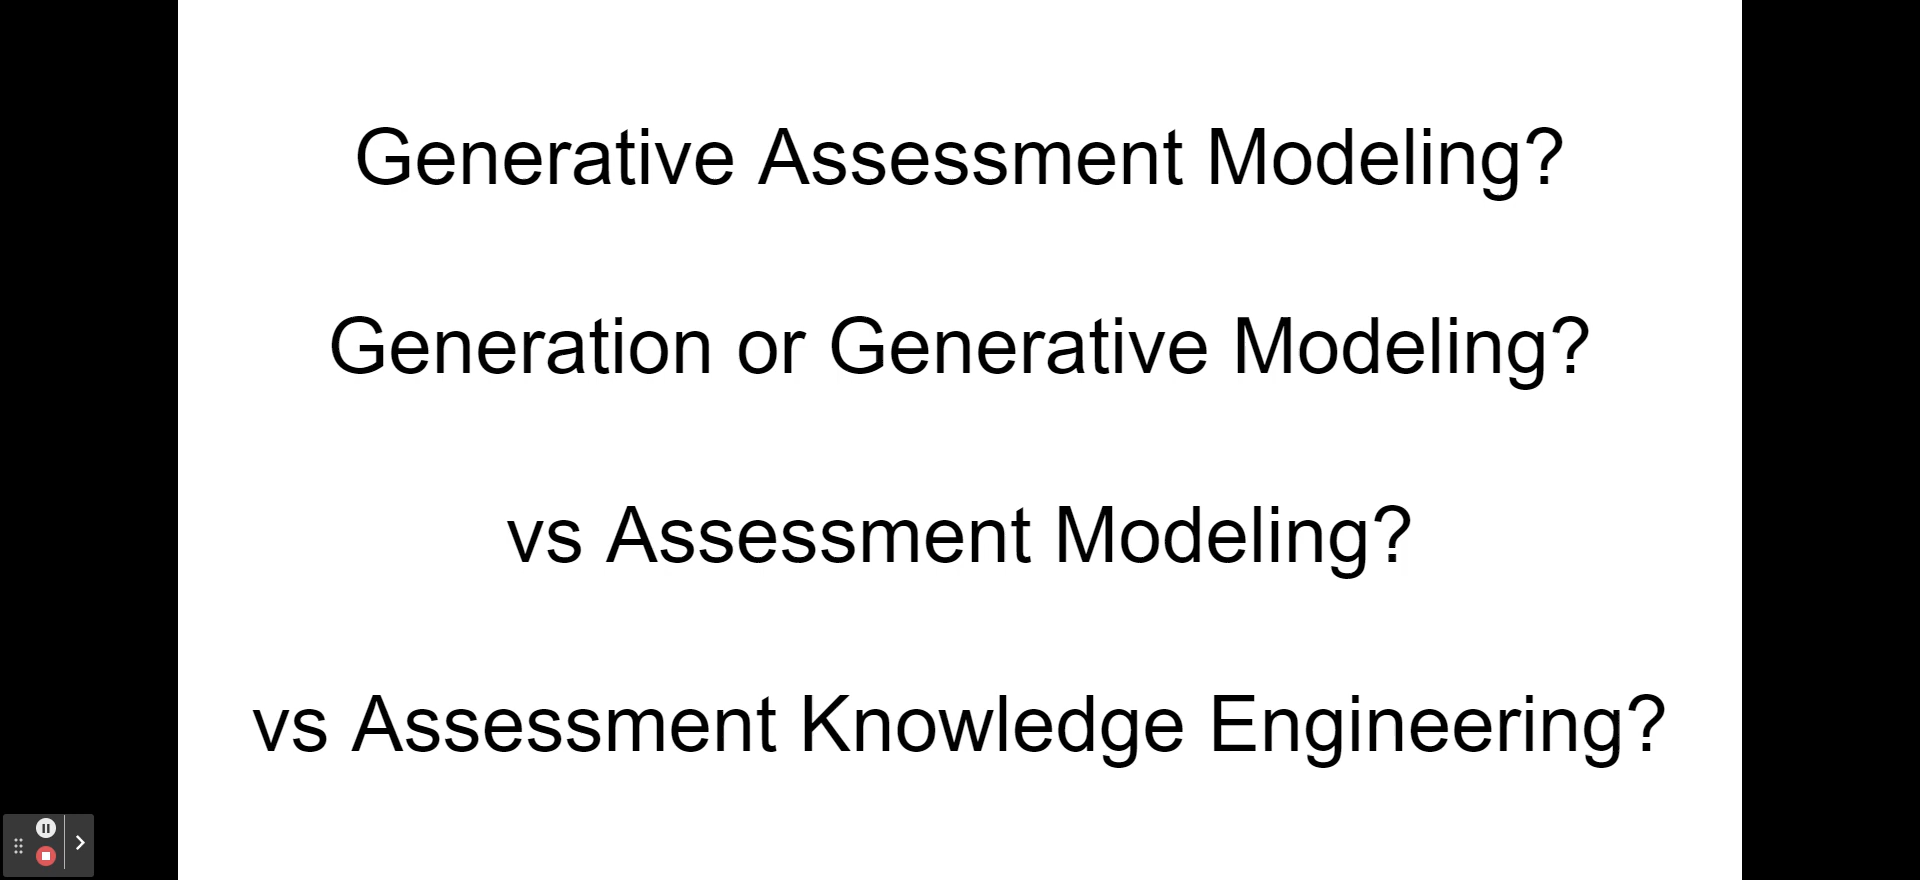 Generative Assessment Modeling?
Generation or Generative Modeling?
vs Assessment Modeling?
vs Assessment Knowledge Engineering?